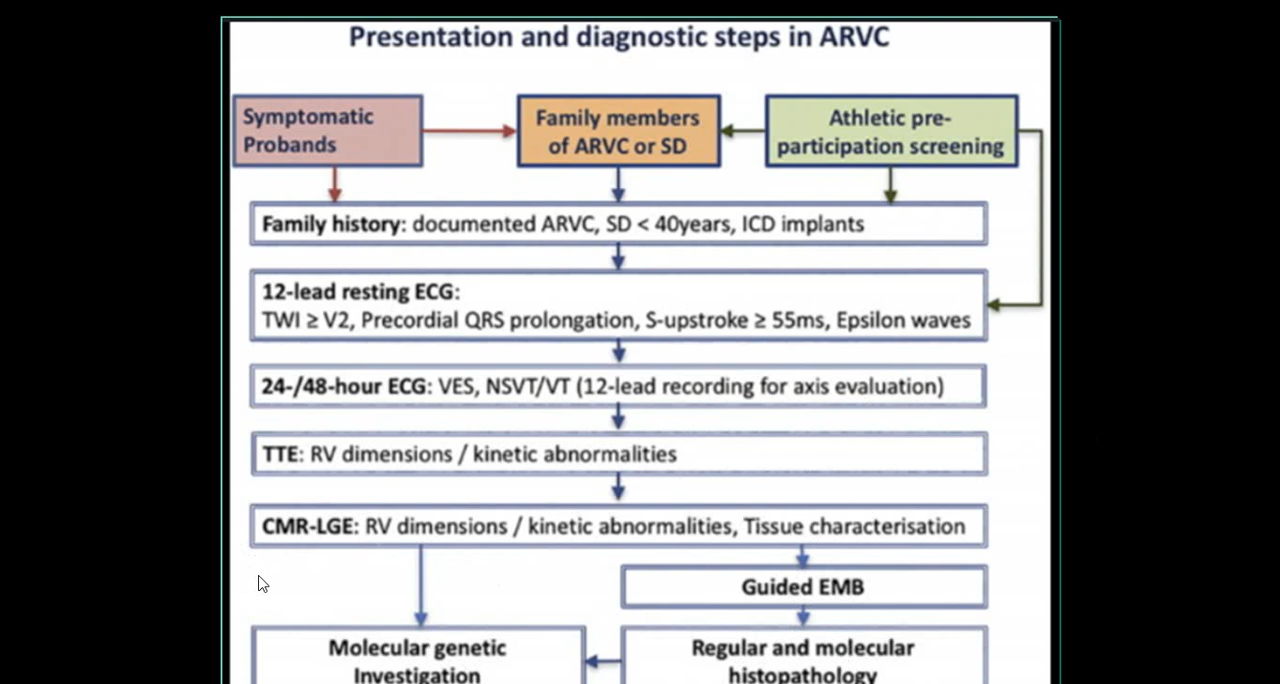 Presentation and diagnostic steps in ARVC
Symptomatic
Probands
Family members
of ARVC or SD
Athletic pre-
participation screening
Family history: documented ARVC, SD < 40years, ICD implants
12-lead resting ECG:
TWI ≥ V2, Precordial QRS prolongation, S-upstroke ≥ 55ms, Epsilon waves
24-/48-hour ECG: VES, NSVT/VT (12-lead recording for axis evaluation)
TTE: RV dimensions / kinetic abnormalities
CMR-LGE: RV dimensions / kinetic abnormalities, Tissue characterisation
Guided EMB
Molecular genetic
Investigation
Regular and molecular
histopathology